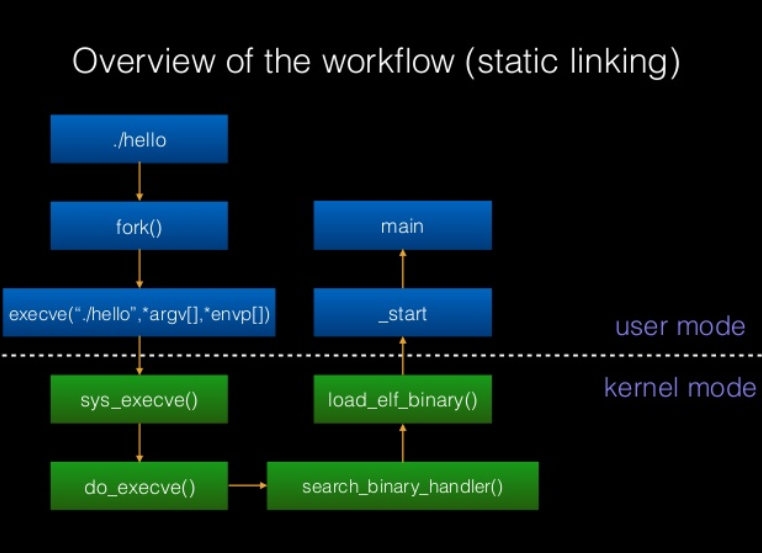 Overview of the workflow (static linking)
./hello
fork()
execve(“./hello”,*argv[],*envp[])
sys_execve()
do_execve()
search_binary_handler()
load_elf_binary()
_start
main
user mode
kernel mode